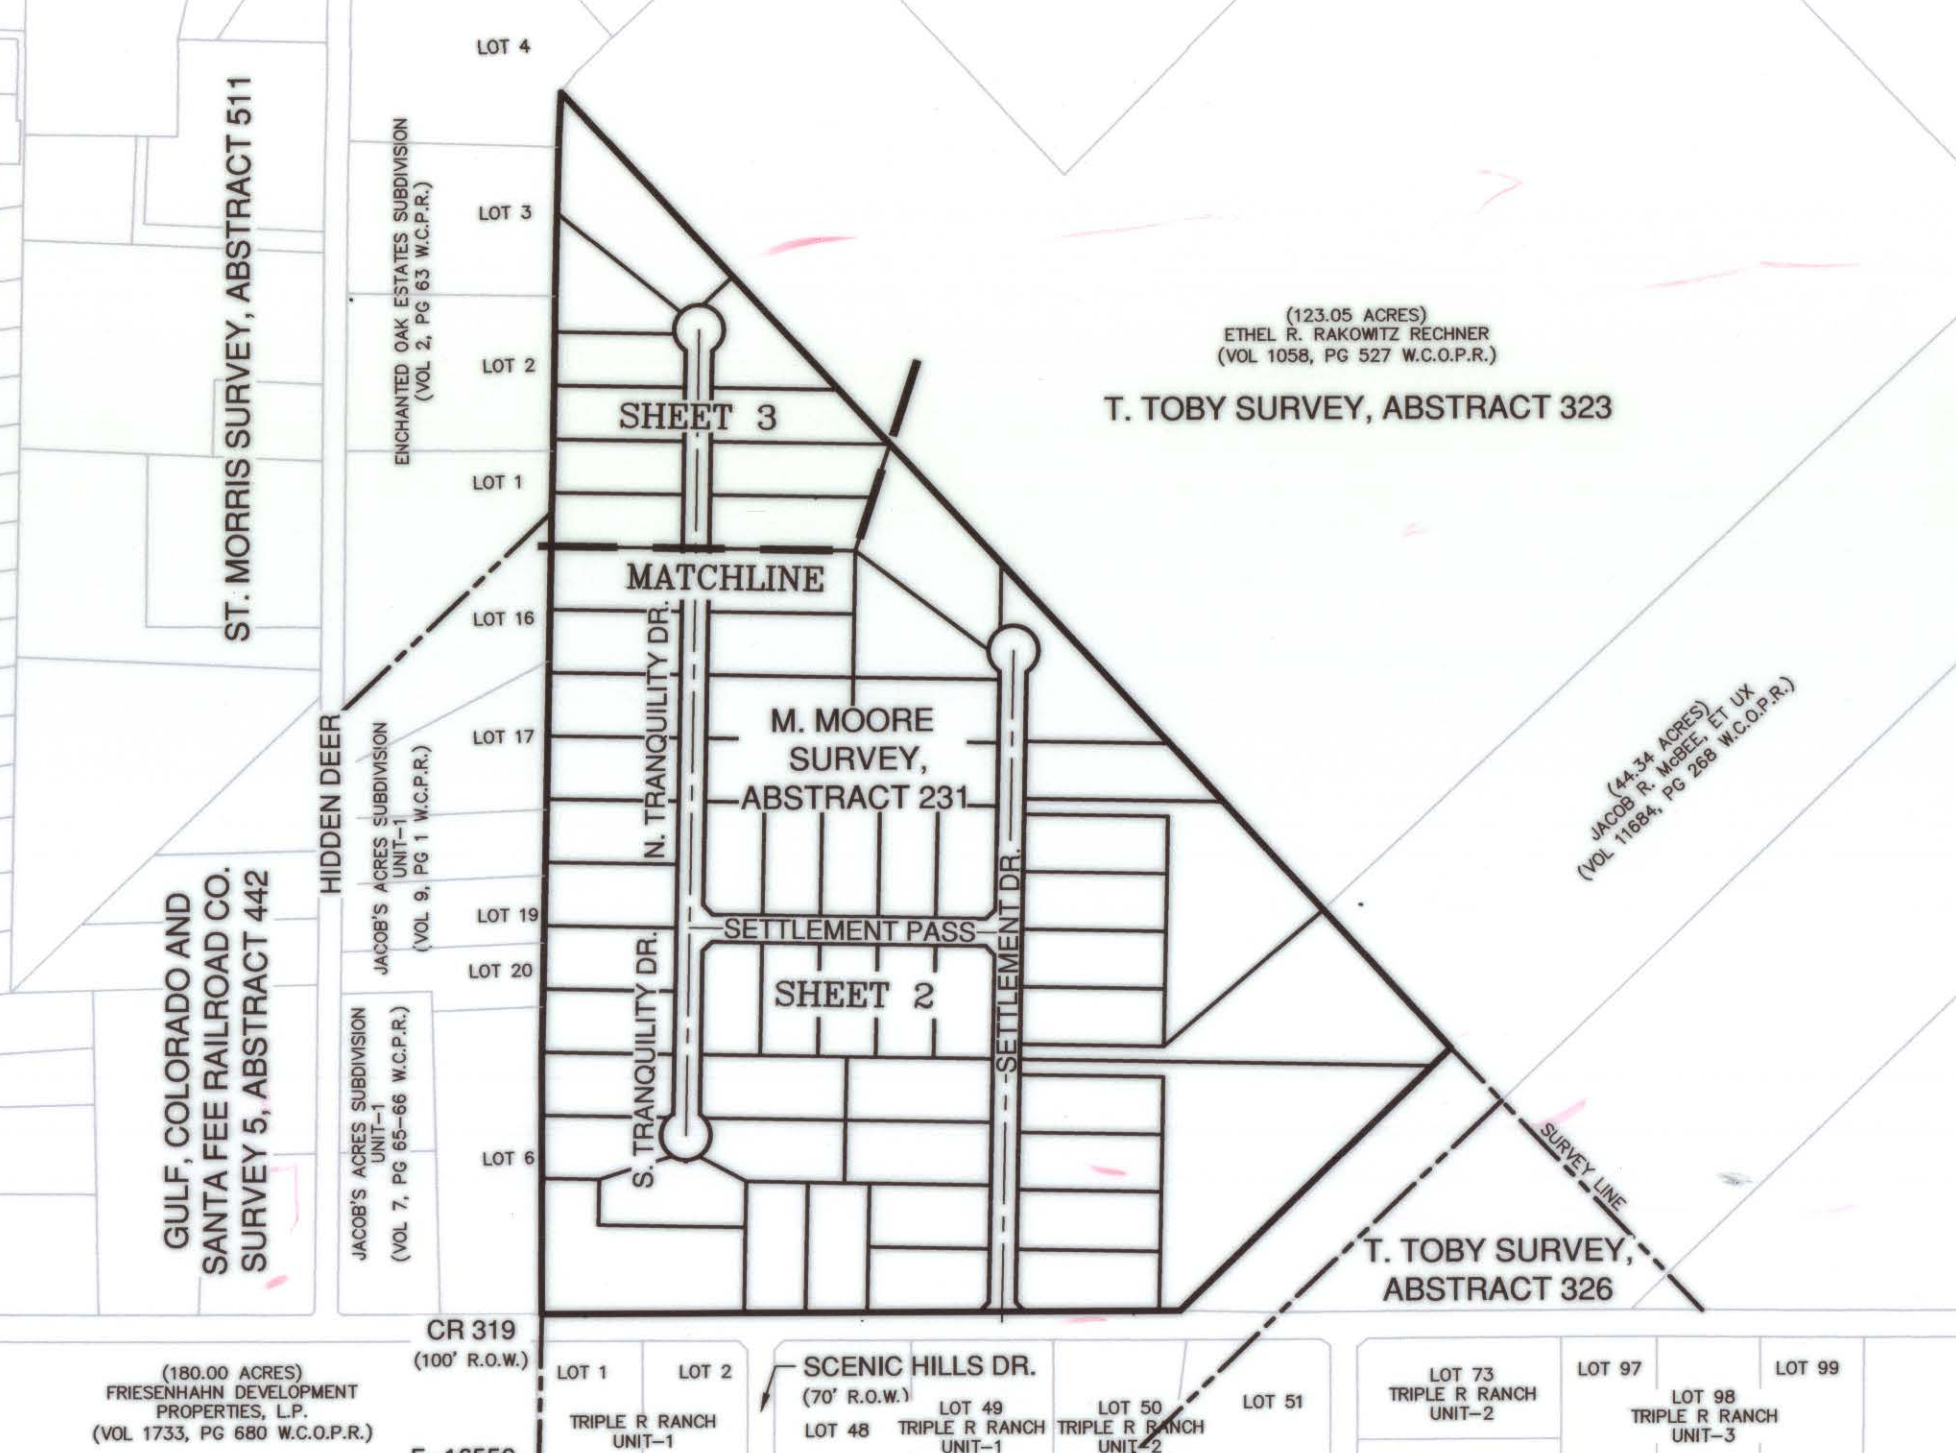 LOT 4
ST. MORRIS SURVEY, ABSTRACT 511
ENCHANTED OAK ESTATES SUBDIVISION
(VOL 2, PG 63 W.C.P.R.)
LOT 3
LOT 2
LOT 1
SHEET 3
(123.05 ACRES)
ETHEL R. RAKOWITZ RECHNER
(VOL 1058, PG 527 W.C.O.P.R.)
T. TOBY SURVEY, ABSTRACT 323
MATCHLINE
LOT 16
LOT 17
LOT 19
LOT 20
LOT 6
N. TRANQUILITY DR.
M. MOORE
SURVEY,
ABSTRACT 231
HIDDEN DEER
JACOB'S ACRES SUBDIVISION
UNIT-1
(VOL 9, PG 1 W.C.P.R.)
(44.34 ACRES)
JACOB R. McBEE, ET UX
(VOL 11684, PG 268 W.C.O.P.R.)
GULF, COLORADO AND
SANTA FEE RAILROAD CO.
SURVEY 5, ABSTRACT 442
SETTLEMENT PASS
SETTLEMENT DR.
SHEET 2
S. TRANQUILITY DR.
SETTLEMENT DR.
JACOB'S ACRES SUBDIVISION
UNIT-1
(VOL 7, PG 65-66 W.C.P.R.)
SURVEY LINE
T. TOBY SURVEY,
ABSTRACT 326
CR 319
(100' R.O.W.)
(180.00 ACRES)
FRIESENHAHN DEVELOPMENT
PROPERTIES, L.P.
(VOL 1733, PG 680 W.C.O.P.R.)
LOT 1
LOT 2
TRIPLE R RANCH
UNIT-1
SCENIC HILLS DR.
(70' R.O.W.)
LOT 48
LOT 49
TRIPLE R RANCH
UNIT-1
LOT 50
TRIPLE R RANCH
UNIT-2
LOT 51
LOT 73
TRIPLE R RANCH
UNIT-2
LOT 97
LOT 98
TRIPLE R RANCH
UNIT-3
LOT 99